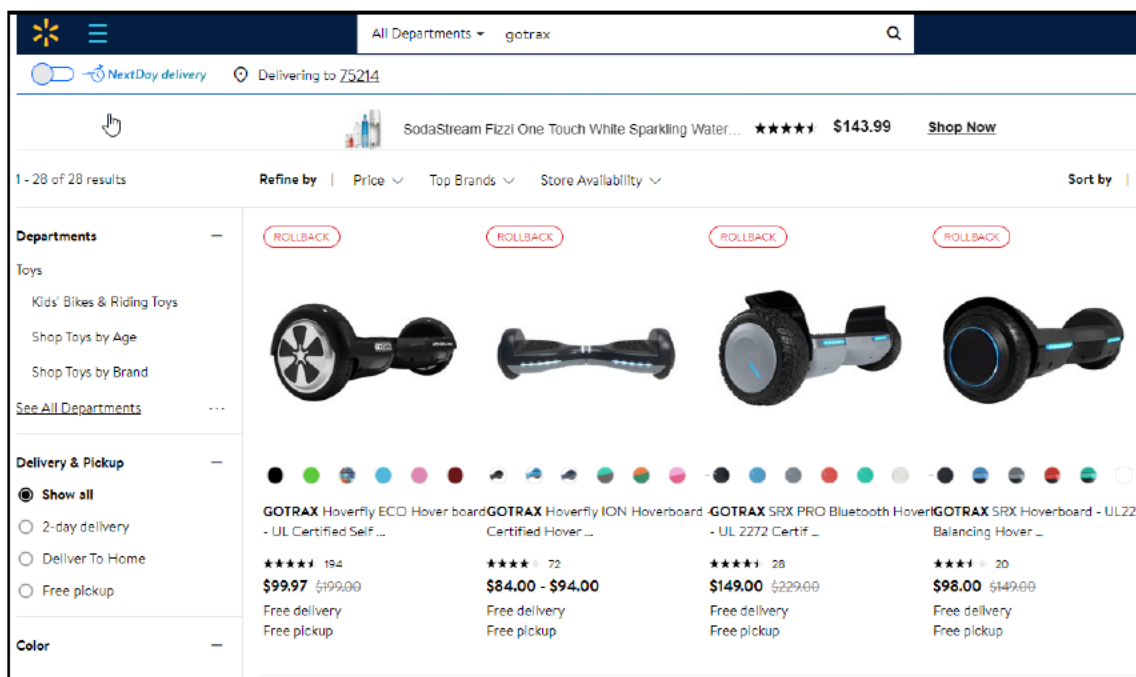 All Departments gotrax
NextDay delivery Delivering to 75214
SodaStream Fizzi One Touch White Sparkling Water... $143.99 Shop Now
1 - 28 of 28 results
Refine by | Price Top Brands Store Availability
Sort by |
Departments
Toys
Kids' Bikes & Riding Toys
Shop Toys by Age
Shop Toys by Brand
See All Departments ...
Delivery & Pickup
Show all
2-day delivery
Deliver To Home
Free pickup
Color
ROLLBACK
GOTRAX Hoverfly ECO Hover board
- UL Certified Self ...
194
$99.97 $199.00
Free delivery
Free pickup
ROLLBACK
GOTRAX Hoverfly ION Hoverboard -
Certified Hover ...
72
$84.00 - $94.00
Free delivery
Free pickup
ROLLBACK
GOTRAX SRX PRO Bluetooth Hover
- UL 2272 Certif ...
28
$149.00 $229.00
Free delivery
Free pickup
ROLLBACK
GOTRAX SRX Hoverboard - UL22
Balancing Hover ...
20
$98.00 $149.00
Free delivery
Free pickup